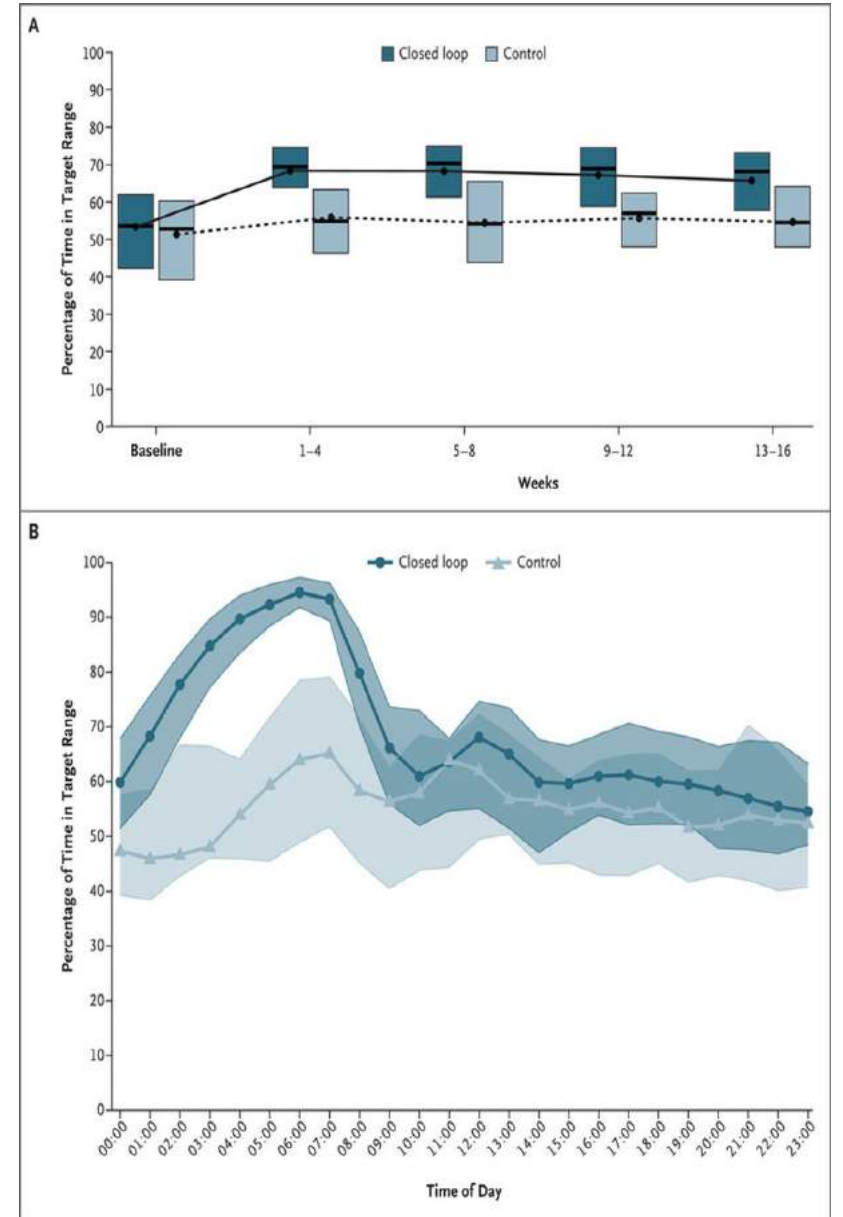 A
Closed loop Control
Percentage of Time in Target Range
100
90
80
70
60
50
40
30
20
10
0
Baseline 1–4 5–8 9–12 13–16
Weeks
B
Closed loop Control
Percentage of Time in Target Range
100
90
80
70
60
50
40
30
20
10
0
00:00 01:00 02:00 03:00 04:00 05:00 06:00 07:00 08:00 09:00 10:00 11:00 12:00 13:00 14:00 15:00 16:00 17:00 18:00 19:00 20:00 21:00 22:00 23:00
Time of Day